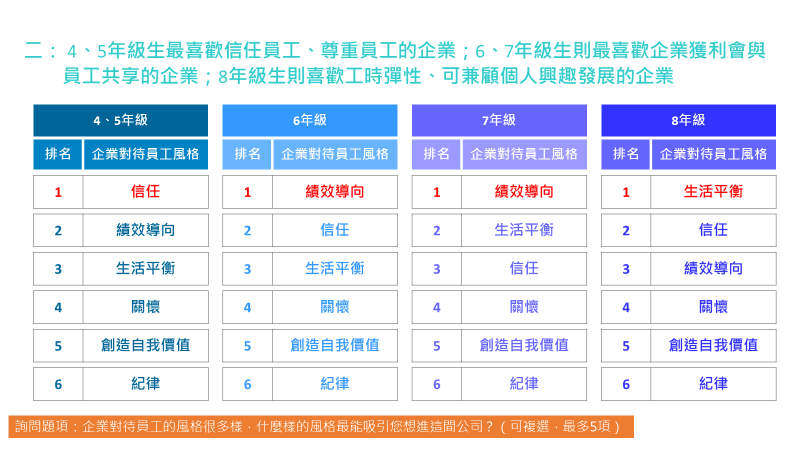 二：4、5年級生最喜歡信任員工、尊重員工的企業；6、7年級生則最喜歡企業獲利會與
員工共享的企業；8年級生則喜歡工時彈性、可兼顧個人興趣發展的企業
4、5年級 6年級 7年級 8年級
排名 企業對待員工風格 排名 企業對待員工風格 排名 企業對待員工風格 排名 企業對待員工風格
1 信任 1 績效導向 1 績效導向 1 生活平衡
2 績效導向 2 信任 2 生活平衡 2 信任
3 生活平衡 3 生活平衡 3 信任 3 績效導向
4 關懷 4 關懷 4 關懷 4 關懷
5 創造自我價值 5 創造自我價值 5 創造自我價值 5 創造自我價值
6 紀律 6 紀律 6 紀律 6 紀律
詢問題項：企業對待員工的風格很多樣，什麼樣的風格最能吸引您想進這間公司？（可複選，最多5項）